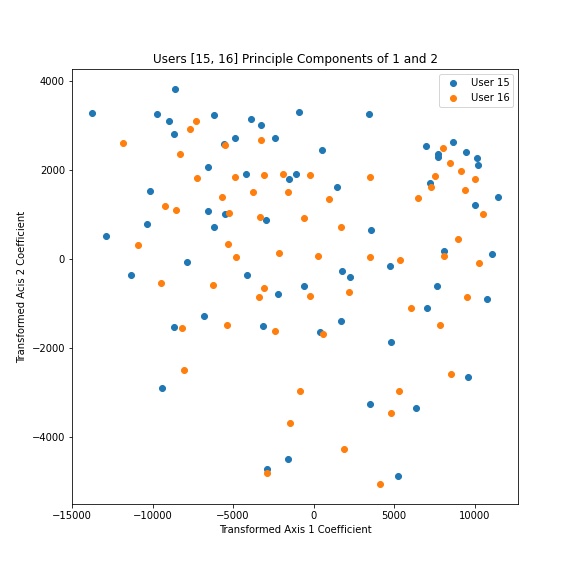 Users [15, 16] Principle Components of 1 and 2
User 15
User 16
4000
2000
0
−2000
−4000
Transformed Acis 2 Coefficient
−15000 −10000 −5000 0 5000 10000
Transformed Axis 1 Coefficient